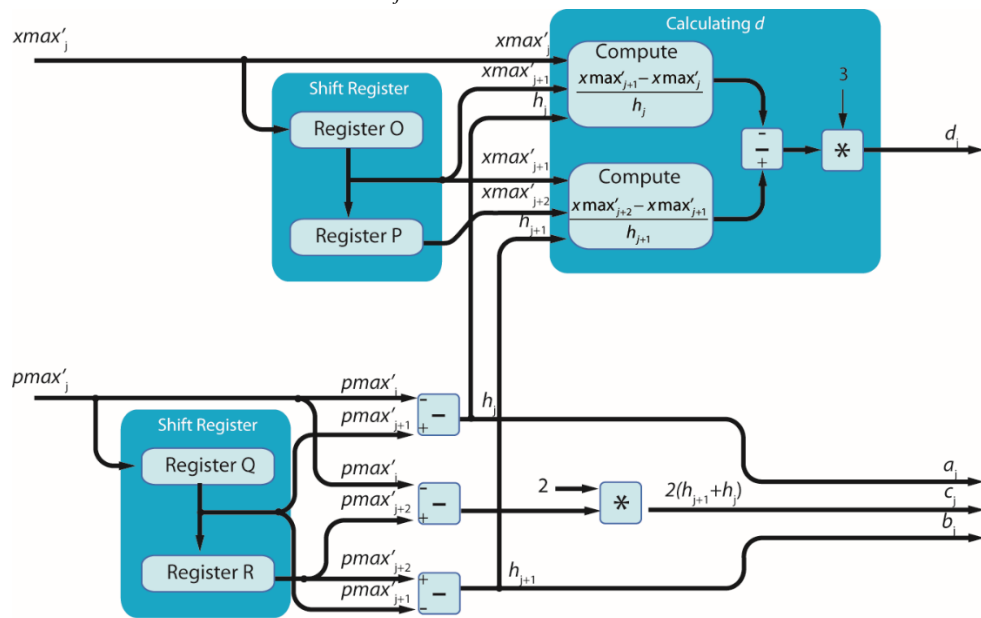 j
Calculating d
xmax′j
xmax′j
Compute
xmax′j+1 − xmax′j
hj
xmax′j+1
hj
3
Shift Register
Register O
-
−
+
*
dj
xmax′j+1
xmax′j+2
hj+1
Compute
xmax′j+2 − xmax′j+1
hj+1
Register P
pmax′j
pmax′j
-
−
+
hj
pmax′j+1
Shift Register
Register Q
pmax′j
-
−
+
pmax′j+2
2
*
2(hj+1+hj)
aj
cj
bj
Register R
pmax′j+2
+
−
-
pmax′j+1
hj+1